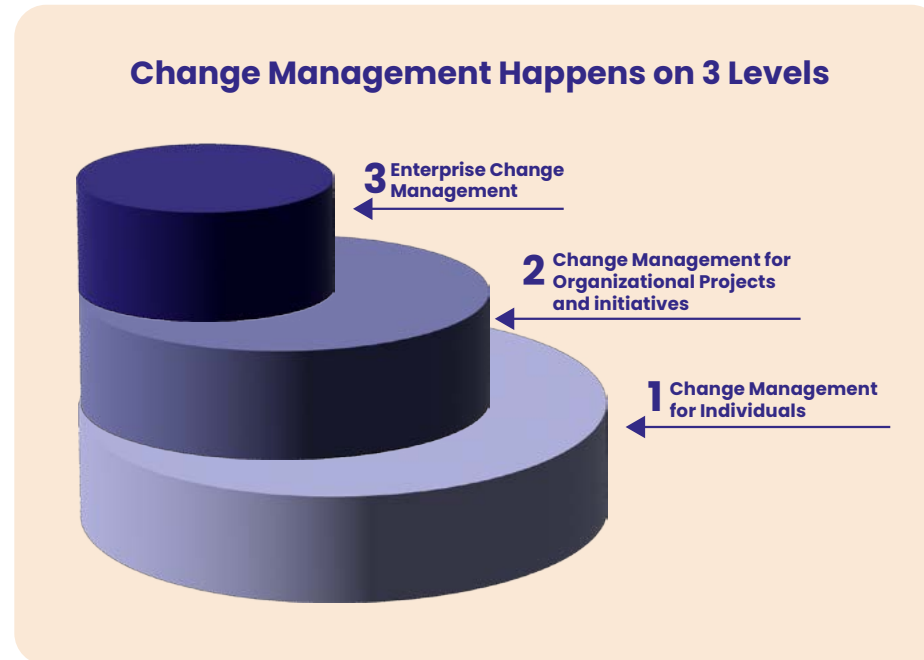 Change Management Happens on 3 Levels
3 Enterprise Change
Management
2 Change Management for
Organizational Projects
and initiatives
1 Change Management
for Individuals